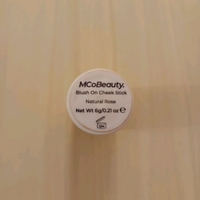 MCoBeauty.
Blush On Cheek Stick
Natural Rose
Net Wt 6g/0.21 oz ℮